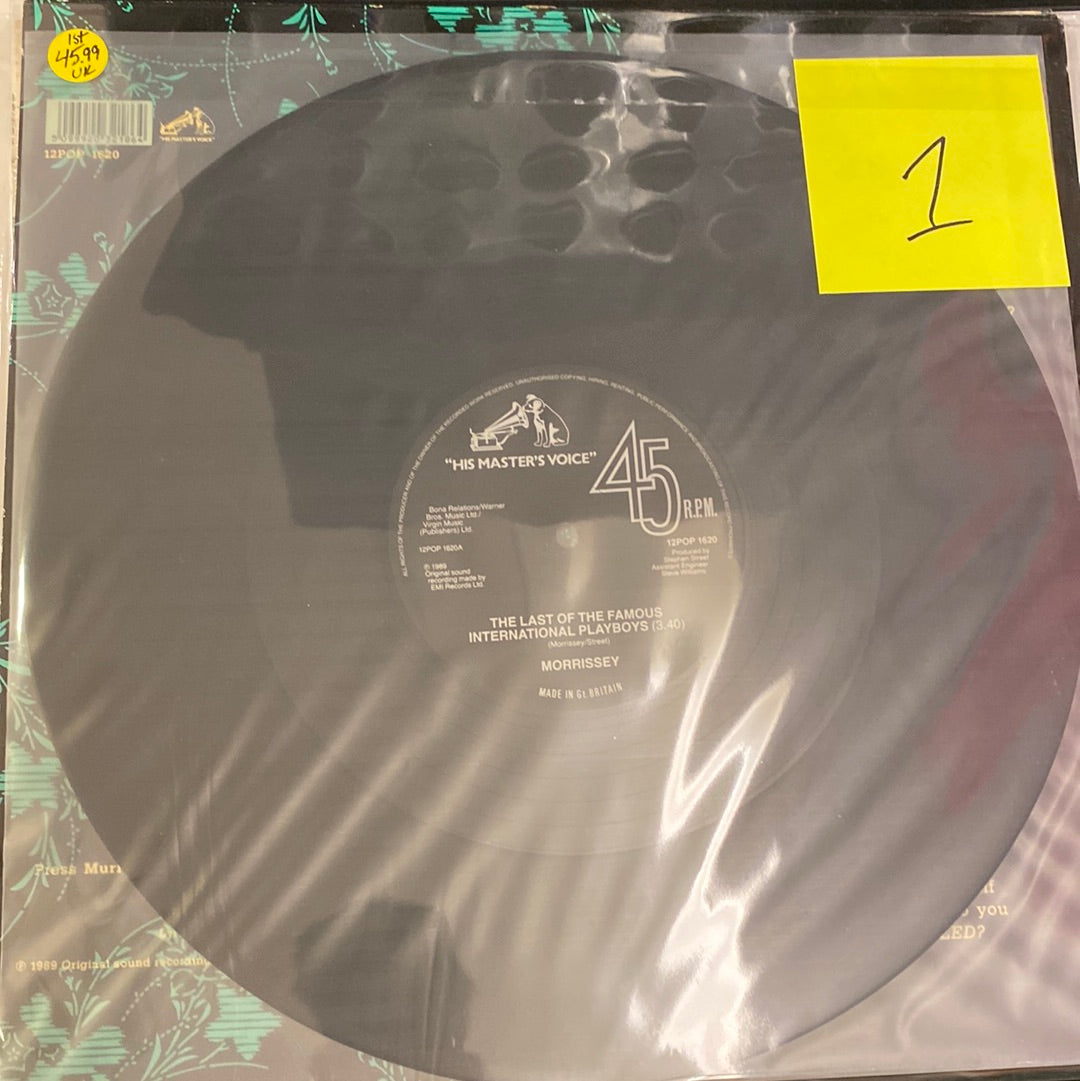 1st
45.99
UK
"HIS MASTER'S VOICE"
12POP 1620
1
"HIS MASTER'S VOICE"
45 R.P.M.
Bona Relations/Warner
Bros. Music Ltd./
Virgin Music
(Publishers) Ltd.
12POP 1620A
℗ 1989
Original sound
recording made by
EMI Records Ltd.
12POP 1620
Produced by
Stephen Street
Assistant Engineer
Steve Williams
THE LAST OF THE FAMOUS
INTERNATIONAL PLAYBOYS (3.40)
(Morrissey/Street)
MORRISSEY
MADE IN Gt. BRITAIN
Press
you
℗ 1989 Original sound recording